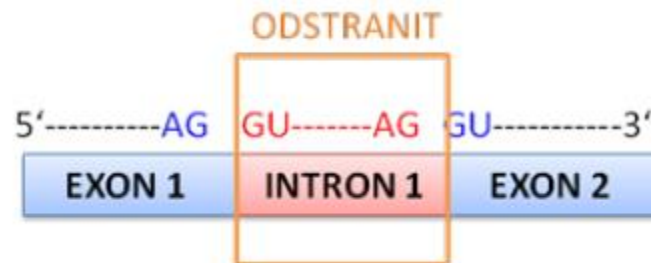 ODSTRANIT
5‘----------AG GU-------AG GU-----------3‘
EXON 1 INTRON 1 EXON 2